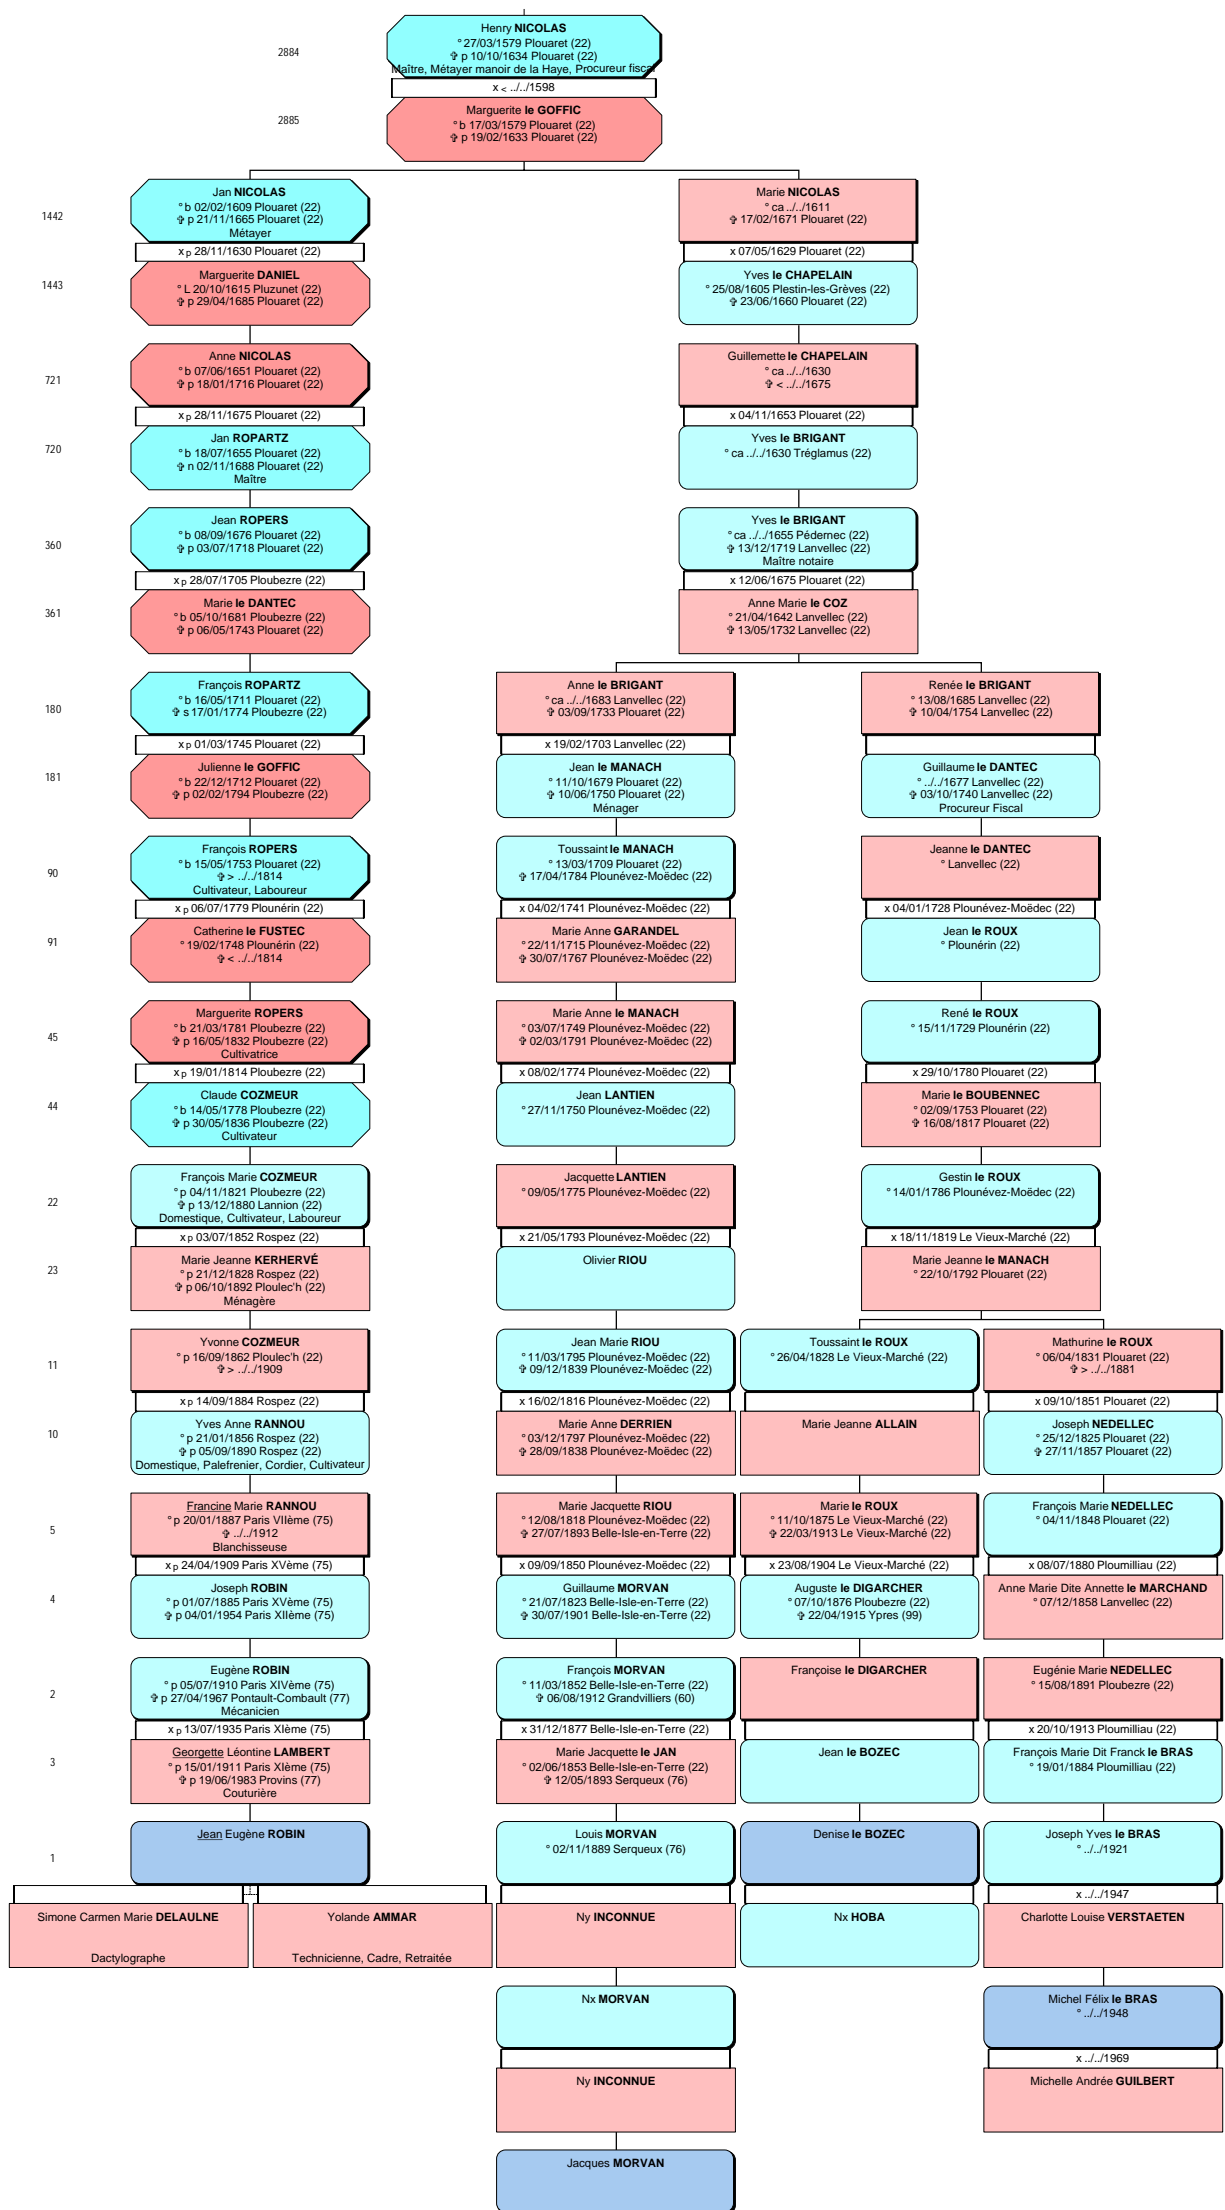 2884
Henry NICOLAS
° 27/03/1579 Plouaret (22)
✞ p 10/10/1634 Plouaret (22)
Maître, Métayer manoir de la Haye, Procureur fiscal
x < ../../1598
2885
Marguerite le GOFFIC
° b 17/03/1579 Plouaret (22)
✞ p 19/02/1633 Plouaret (22)
1442
Jan NICOLAS
° b 02/02/1609 Plouaret (22)
✞ p 21/11/1665 Plouaret (22)
Métayer
x p 28/11/1630 Plouaret (22)
Marie NICOLAS
° ca ../../1611
✞ 17/02/1671 Plouaret (22)
x 07/05/1629 Plouaret (22)
1443
Marguerite DANIEL
° L 20/10/1615 Pluzunet (22)
✞ p 29/04/1685 Plouaret (22)
Yves le CHAPELAIN
° 25/08/1605 Plestin-les-Grèves (22)
✞ 23/06/1660 Plouaret (22)
721
Anne NICOLAS
° b 07/06/1651 Plouaret (22)
✞ p 18/01/1716 Plouaret (22)
x p 28/11/1675 Plouaret (22)
Guillemette le CHAPELAIN
° ca ../../1630
✞ < ../../1675
x 04/11/1653 Plouaret (22)
720
Jan ROPARTZ
° b 18/07/1655 Plouaret (22)
✞ n 02/11/1688 Plouaret (22)
Maître
Yves le BRIGANT
° ca ../../1630 Tréglamus (22)
360
Jean ROPERS
° b 08/09/1676 Plouaret (22)
✞ p 03/07/1718 Plouaret (22)
x p 28/07/1705 Ploubezre (22)
Yves le BRIGANT
° ca ../../1655 Pédernec (22)
✞ 13/12/1719 Lanvellec (22)
Maître notaire
x 12/06/1675 Plouaret (22)
361
Marie le DANTEC
° b 05/10/1681 Ploubezre (22)
✞ p 06/05/1743 Plouaret (22)
Anne Marie le COZ
° 21/04/1642 Lanvellec (22)
✞ 13/05/1732 Lanvellec (22)
180
François ROPARTZ
° b 16/05/1711 Plouaret (22)
✞ s 17/01/1774 Ploubezre (22)
x p 01/03/1745 Plouaret (22)
Anne le BRIGANT
° ca ../../1683 Lanvellec (22)
✞ 03/09/1733 Plouaret (22)
x 19/02/1703 Lanvellec (22)
Renée le BRIGANT
° 13/08/1685 Lanvellec (22)
✞ 10/04/1754 Lanvellec (22)
181
Julienne le GOFFIC
° b 22/12/1712 Plouaret (22)
✞ p 02/02/1794 Ploubezre (22)
Jean le MANACH
° 11/10/1679 Plouaret (22)
✞ 10/06/1750 Plouaret (22)
Ménager
Guillaume le DANTEC
° ../../1677 Lanvellec (22)
✞ 03/10/1740 Lanvellec (22)
Procureur Fiscal
90
François ROPERS
° b 15/05/1753 Plouaret (22)
✞ > ../../1814
Cultivateur, Laboureur
x p 06/07/1779 Plounérin (22)
Toussaint le MANACH
° 13/03/1709 Plouaret (22)
✞ 17/04/1784 Plounévez-Moëdec (22)
x 04/02/1741 Plounévez-Moëdec (22)
Jeanne le DANTEC
° Lanvellec (22)
x 04/01/1728 Plounévez-Moëdec (22)
91
Catherine le FUSTEC
° 19/02/1748 Plounérin (22)
✞ < ../../1814
Marie Anne GARANDEL
° 22/11/1715 Plounévez-Moëdec (22)
✞ 30/07/1767 Plounévez-Moëdec (22)
Jean le ROUX
° Plounérin (22)
45
Marguerite ROPERS
° b 21/03/1781 Ploubezre (22)
✞ p 16/05/1832 Ploubezre (22)
Cultivatrice
x p 19/01/1814 Ploubezre (22)
Marie Anne le MANACH
° 03/07/1749 Plounévez-Moëdec (22)
✞ 02/03/1791 Plounévez-Moëdec (22)
x 08/02/1774 Plounévez-Moëdec (22)
René le ROUX
° 15/11/1729 Plounérin (22)
x 29/10/1780 Plouaret (22)
44
Claude COZMEUR
° b 14/05/1778 Ploubezre (22)
✞ p 30/05/1836 Ploubezre (22)
Cultivateur
Jean LANTIEN
° 27/11/1750 Plounévez-Moëdec (22)
Marie le BOUBENNEC
° 02/09/1753 Plouaret (22)
✞ 16/08/1817 Plouaret (22)
22
François Marie COZMEUR
° p 04/11/1821 Ploubezre (22)
✞ p 13/12/1880 Lannion (22)
Domestique, Cultivateur, Laboureur
x p 03/07/1852 Rospez (22)
Jacquette LANTIEN
° 09/05/1775 Plounévez-Moëdec (22)
x 21/05/1793 Plounévez-Moëdec (22)
Gestin le ROUX
° 14/01/1786 Plounévez-Moëdec (22)
x 18/11/1819 Le Vieux-Marché (22)
23
Marie Jeanne KERHERVÉ
° p 21/12/1828 Rospez (22)
✞ p 06/10/1892 Ploulec'h (22)
Ménagère
Olivier RIOU
Marie Jeanne le MANACH
° 22/10/1792 Plouaret (22)
11
Yvonne COZMEUR
° p 16/09/1862 Ploulec'h (22)
✞ > ../../1909
x p 14/09/1884 Rospez (22)
Jean Marie RIOU
° 11/03/1795 Plounévez-Moëdec (22)
✞ 09/12/1839 Plounévez-Moëdec (22)
x 16/02/1816 Plounévez-Moëdec (22)
Toussaint le ROUX
° 26/04/1828 Le Vieux-Marché (22)
Mathurine le ROUX
° 06/04/1831 Plouaret (22)
✞ > ../../1881
x 09/10/1851 Plouaret (22)
10
Yves Anne RANNOU
° p 21/01/1856 Rospez (22)
✞ p 05/09/1890 Rospez (22)
Domestique, Palefrenier, Cordier, Cultivateur
Marie Anne DERRIEN
° 03/12/1797 Plounévez-Moëdec (22)
✞ 28/09/1838 Plounévez-Moëdec (22)
Marie Jeanne ALLAIN
Joseph NEDELLEC
° 25/12/1825 Plouaret (22)
✞ 27/11/1857 Plouaret (22)
5
Francine Marie RANNOU
° p 20/01/1887 Paris VIIème (75)
✞ ../../1912
Blanchisseuse
x p 24/04/1909 Paris XVème (75)
Marie Jacquette RIOU
° 12/08/1818 Plounévez-Moëdec (22)
✞ 27/07/1893 Belle-Isle-en-Terre (22)
x 09/09/1850 Plounévez-Moëdec (22)
Marie le ROUX
° 11/10/1875 Le Vieux-Marché (22)
✞ 22/03/1913 Le Vieux-Marché (22)
x 23/08/1904 Le Vieux-Marché (22)
François Marie NEDELLEC
° 04/11/1848 Plouaret (22)
x 08/07/1880 Ploumilliau (22)
4
Joseph ROBIN
° p 01/07/1885 Paris XVème (75)
✞ p 04/01/1954 Paris XIIème (75)
Guillaume MORVAN
° 21/07/1823 Belle-Isle-en-Terre (22)
✞ 30/07/1901 Belle-Isle-en-Terre (22)
Auguste le DIGARCHER
° 07/10/1876 Ploubezre (22)
✞ 22/04/1915 Ypres (99)
Anne Marie Dite Annette le MARCHAND
° 07/12/1858 Lanvellec (22)
2
Eugène ROBIN
° p 05/07/1910 Paris XIVème (75)
✞ p 27/04/1967 Pontault-Combault (77)
Mécanicien
x p 13/07/1935 Paris XIème (75)
François MORVAN
° 11/03/1852 Belle-Isle-en-Terre (22)
✞ 06/08/1912 Grandvilliers (60)
x 31/12/1877 Belle-Isle-en-Terre (22)
Françoise le DIGARCHER
Eugénie Marie NEDELLEC
° 15/08/1891 Ploubezre (22)
x 20/10/1913 Ploumilliau (22)
3
Georgette Léontine LAMBERT
° p 15/01/1911 Paris XIème (75)
✞ p 19/06/1983 Provins (77)
Couturière
Marie Jacquette le JAN
° 02/06/1853 Belle-Isle-en-Terre (22)
✞ 12/05/1893 Serqueux (76)
Jean le BOZEC
François Marie Dit Franck le BRAS
° 19/01/1884 Ploumilliau (22)
1
Jean Eugène ROBIN
Louis MORVAN
° 02/11/1889 Serqueux (76)
Denise le BOZEC
Joseph Yves le BRAS
° ../../1921
x ../../1947
Simone Carmen Marie DELAULNE
Dactylographe
Yolande AMMAR
Technicienne, Cadre, Retraitée
Ny INCONNUE
Nx HOBA
Charlotte Louise VERSTAETEN
Nx MORVAN
Michel Félix le BRAS
° ../../1948
x ../../1969
Ny INCONNUE
Michelle Andrée GUILBERT
Jacques MORVAN